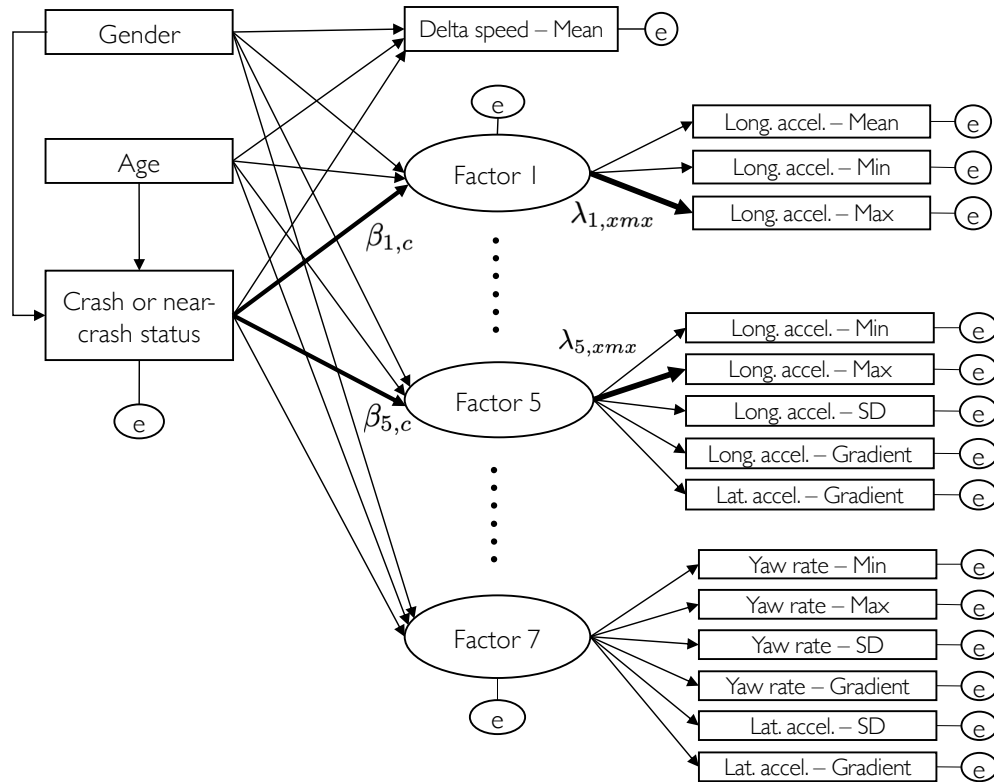 Gender
Delta speed – Mean
e
e
Long. accel. – Mean
e
Age
Factor 1
Long. accel. – Min
e
λ1,xmx
Long. accel. – Max
e
β1,c
Crash or near-
crash status
Long. accel. – Min
e
λ5,xmx
Long. accel. – Max
e
Factor 5
Long. accel. – SD
e
β5,c
e
Long. accel. – Gradient
e
Lat. accel. – Gradient
e
Yaw rate – Min
e
Yaw rate – Max
e
Factor 7
Yaw rate – SD
e
Yaw rate – Gradient
e
e
Lat. accel. – SD
e
Lat. accel. – Gradient
e